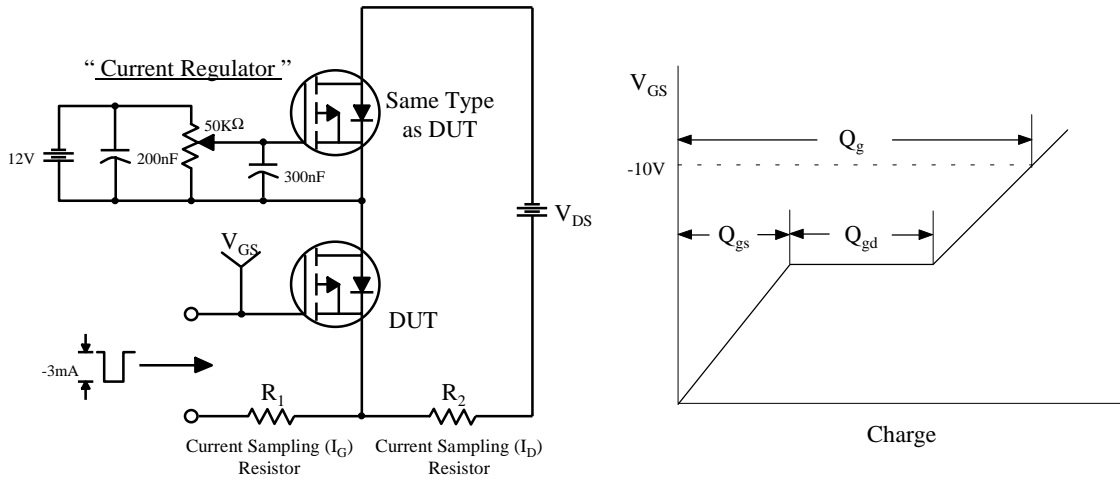 “ Current Regulator ”
Same Type
as DUT
50KΩ
12V
200nF
300nF
V_DS
V_GS
DUT
-3mA
R_1
R_2
Current Sampling (I_G)
Resistor
Current Sampling (I_D)
Resistor
V_GS
Q_g
-10V
Q_gs
Q_gd
Charge